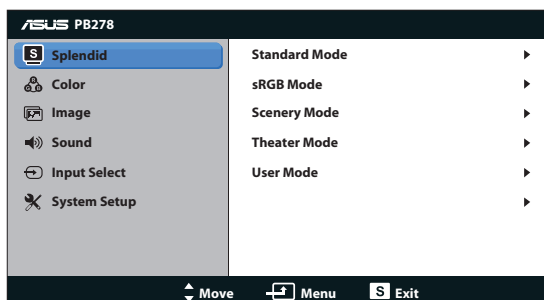 ASUS PB278
S Splendid
Color
Image
Sound
Input Select
System Setup
Standard Mode
sRGB Mode
Scenery Mode
Theater Mode
User Mode
Move Menu S Exit